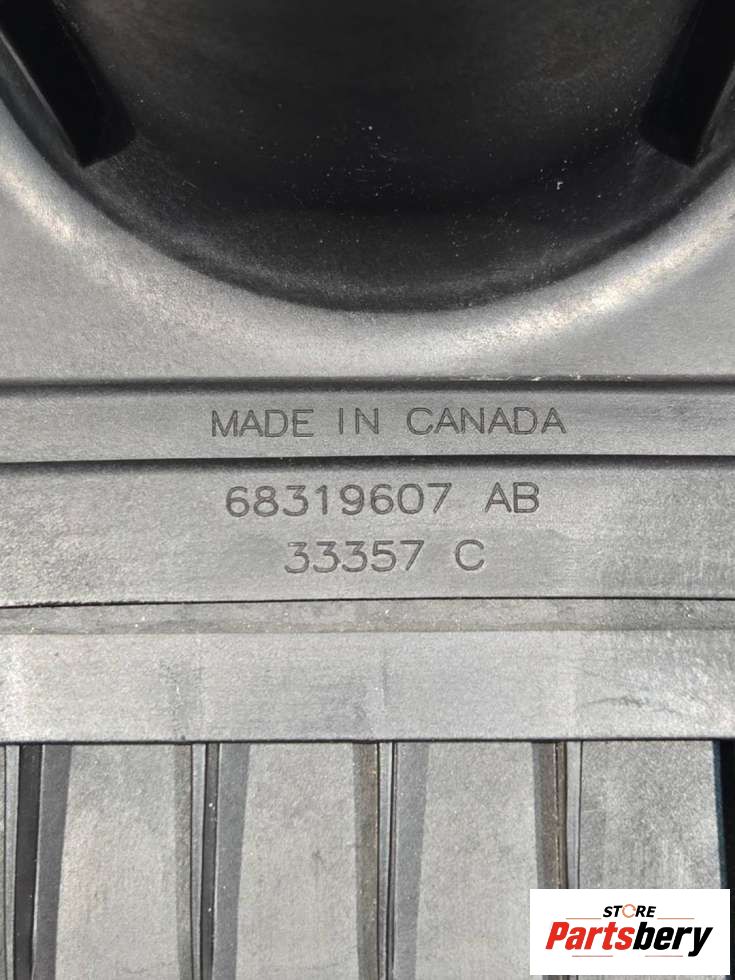 MADE IN CANADA
68319607 AB
33357 C
STORE
Partsbery